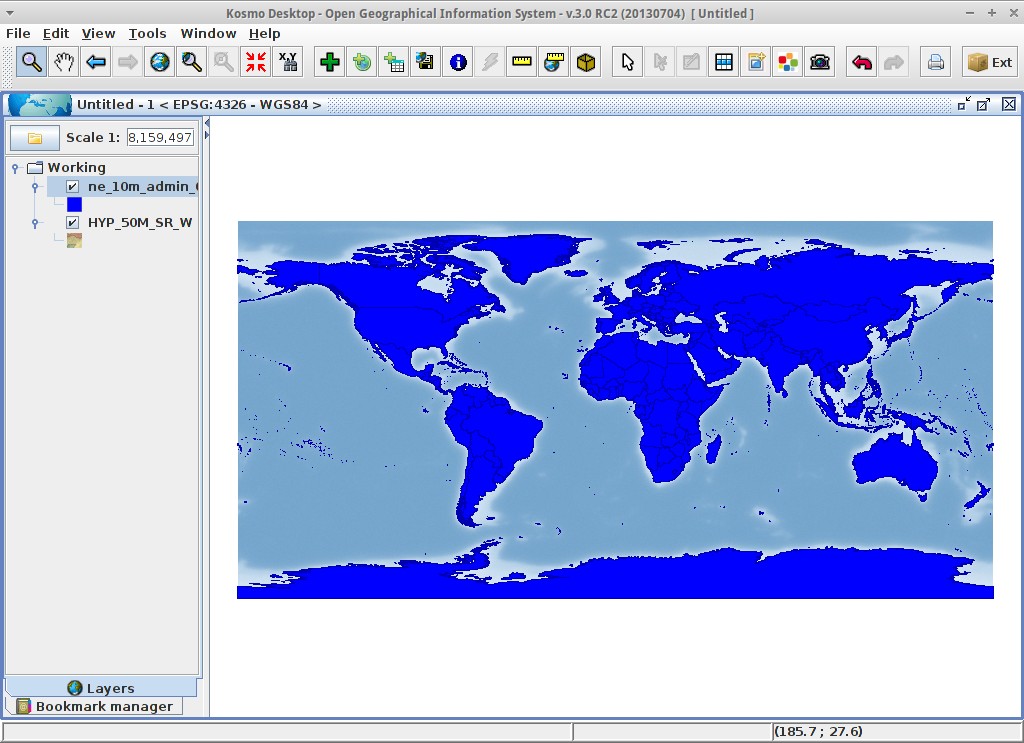 Kosmo Desktop - Open Geographical Information System - v.3.0 RC2 (20130704) [ Untitled ]
File Edit View Tools Window Help
X,Y
Ext
Untitled - 1 < EPSG:4326 - WGS84 >
Scale 1: 8,159,497
Working
ne_10m_admin_
HYP_50M_SR_W
Layers
Bookmark manager
(185.7 ; 27.6)